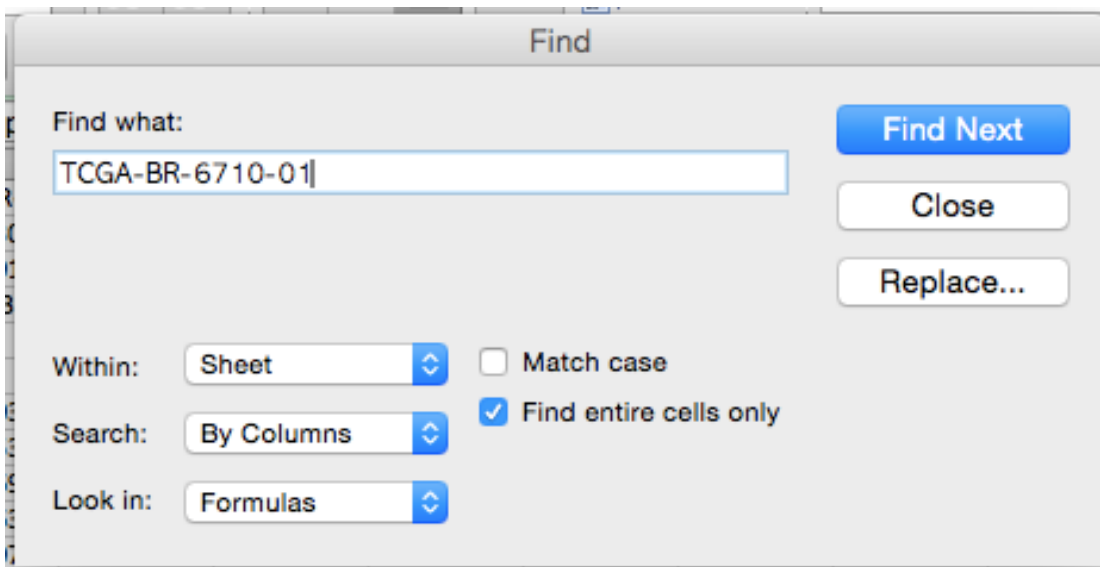 Find
Find what:
Find Next
TCGA-BR-6710-01
Close
Replace...
Within:
Sheet
Match case
Find entire cells only
Search:
By Columns
Look in:
Formulas